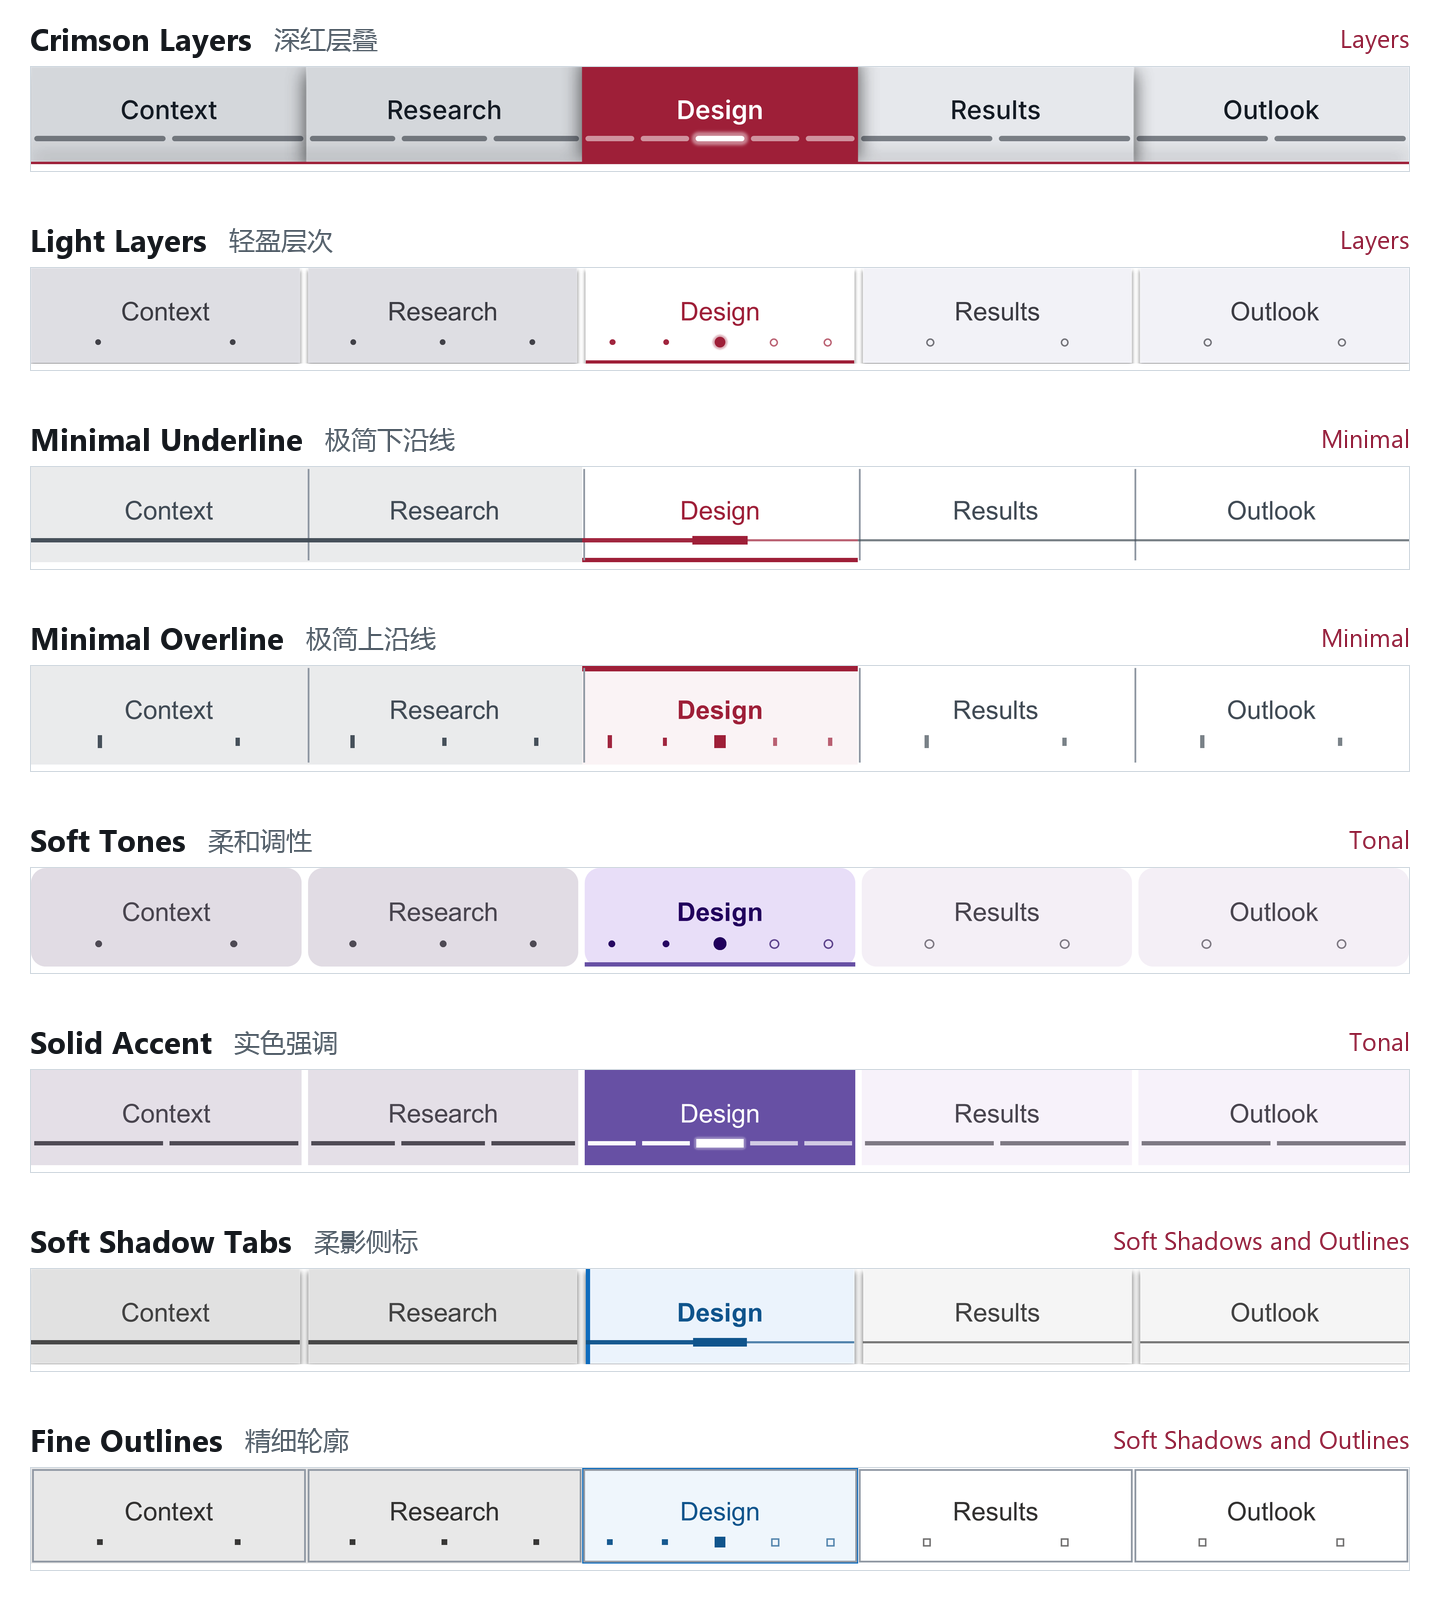 Crimson Layers 深红层叠 Layers
Context Research Design Results Outlook
Light Layers 轻盈层次 Layers
Context Research Design Results Outlook
Minimal Underline 极简下沿线 Minimal
Context Research Design Results Outlook
Minimal Overline 极简上沿线 Minimal
Context Research Design Results Outlook
Soft Tones 柔和调性 Tonal
Context Research Design Results Outlook
Solid Accent 实色强调 Tonal
Context Research Design Results Outlook
Soft Shadow Tabs 柔影侧标 Soft Shadows and Outlines
Context Research Design Results Outlook
Fine Outlines 精细轮廓 Soft Shadows and Outlines
Context Research Design Results Outlook